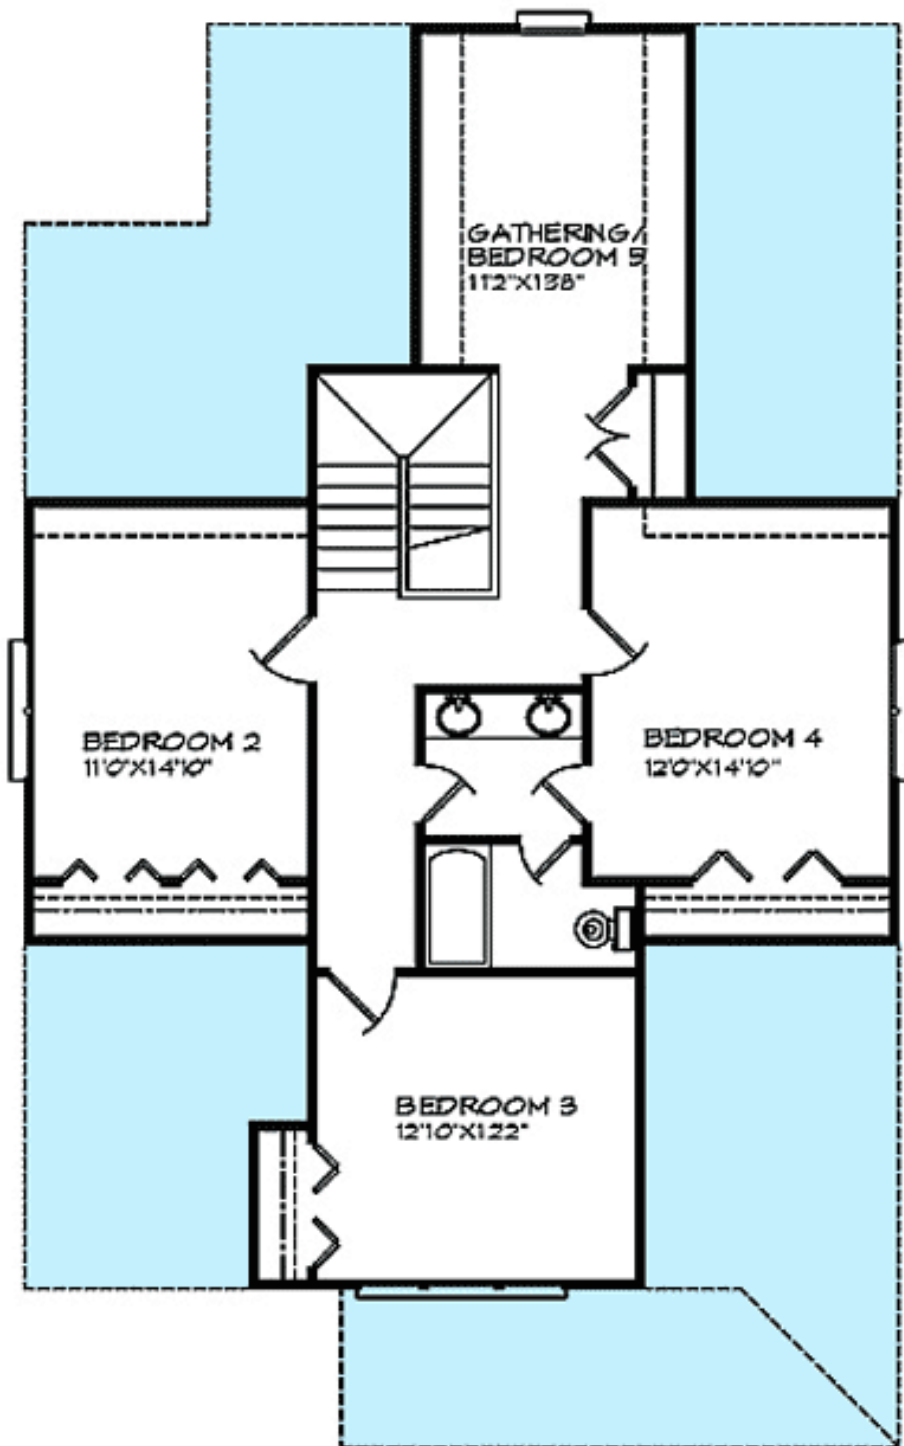 GATHERING/
BEDROOM 5
11'2"X13'8"
BEDROOM 2
11'0"X14'10"
BEDROOM 4
12'0"X14'10"
BEDROOM 3
12'10"X12'2"